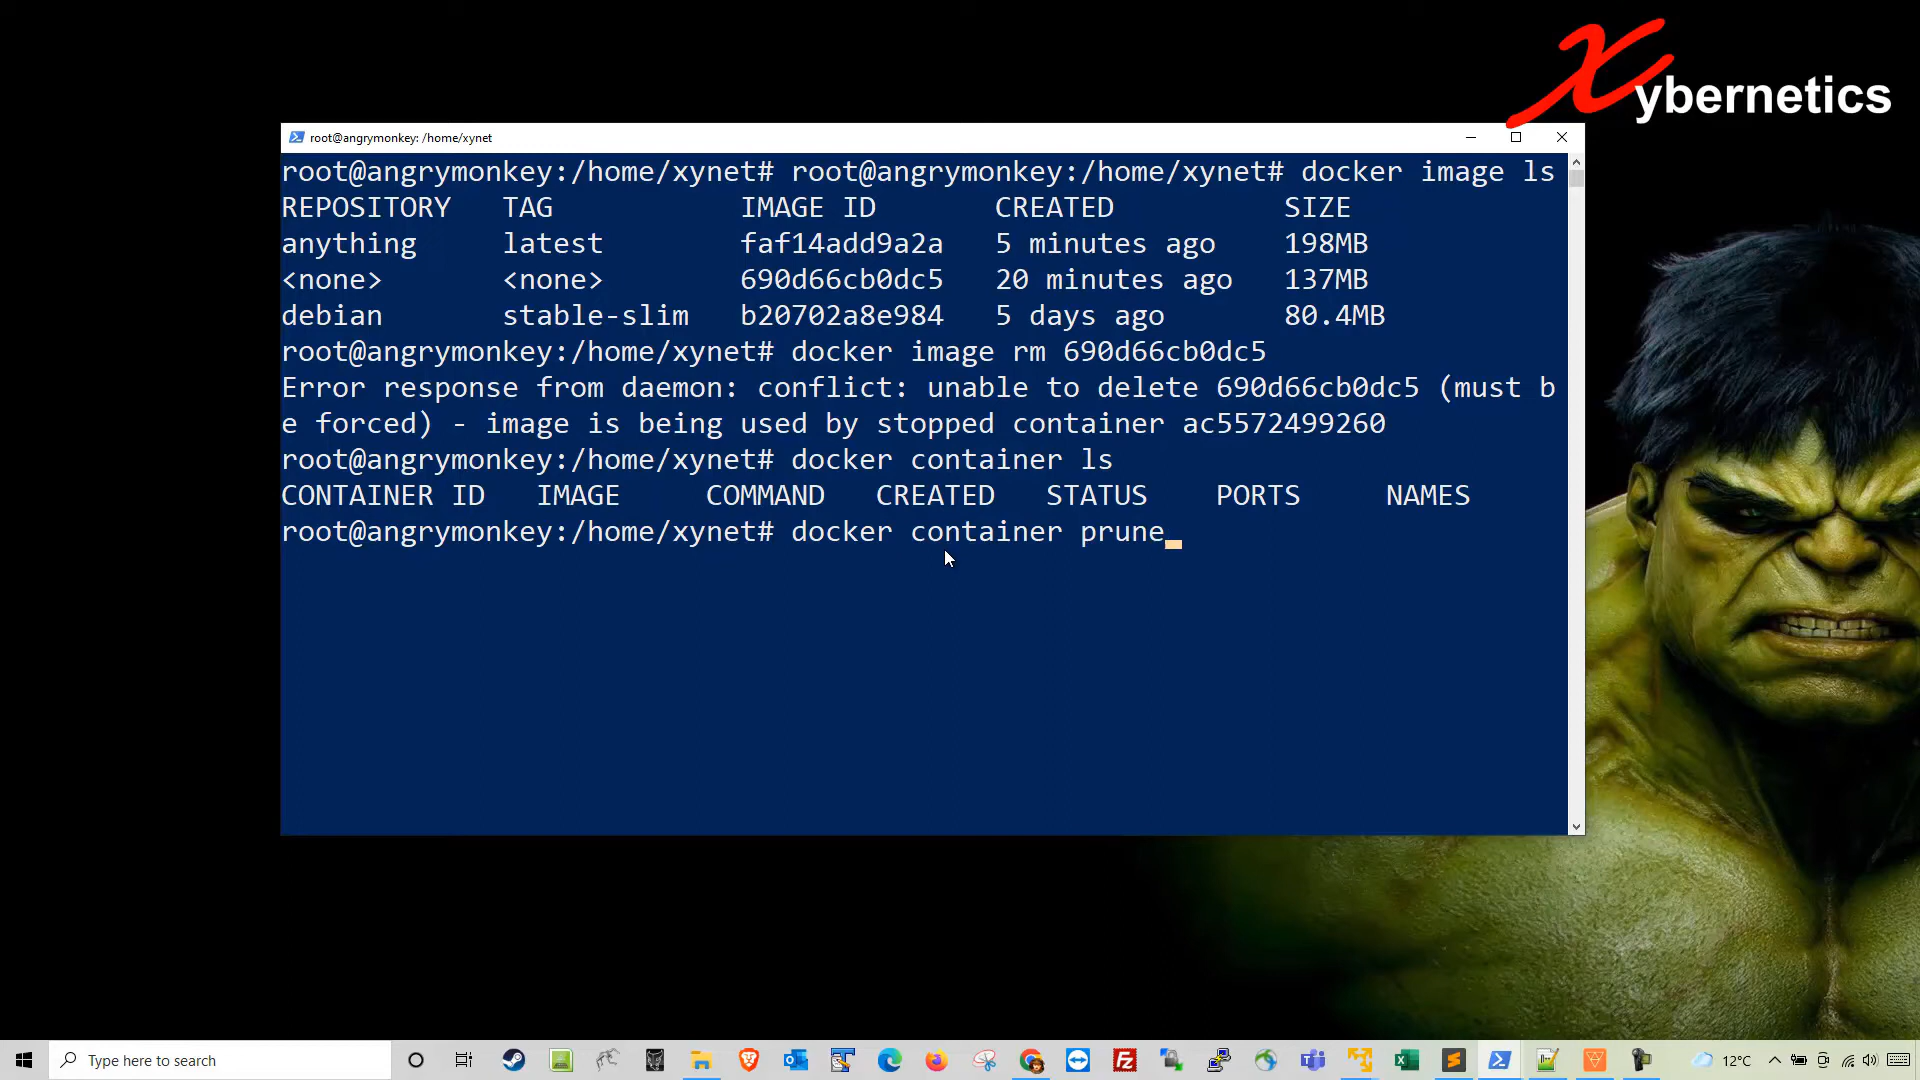 Xybernetics
root@angrymonkey: /home/xynet
root@angrymonkey:/home/xynet# root@angrymonkey:/home/xynet# docker image ls
REPOSITORY TAG IMAGE ID CREATED SIZE
anything latest faf14add9a2a 5 minutes ago 198MB
<none> <none> 690d66cb0dc5 20 minutes ago 137MB
debian stable-slim b20702a8e984 5 days ago 80.4MB
root@angrymonkey:/home/xynet# docker image rm 690d66cb0dc5
Error response from daemon: conflict: unable to delete 690d66cb0dc5 (must b
e forced) - image is being used by stopped container ac5572499260
root@angrymonkey:/home/xynet# docker container ls
CONTAINER ID IMAGE COMMAND CREATED STATUS PORTS NAMES
root@angrymonkey:/home/xynet# docker container prune
Type here to search
12°C